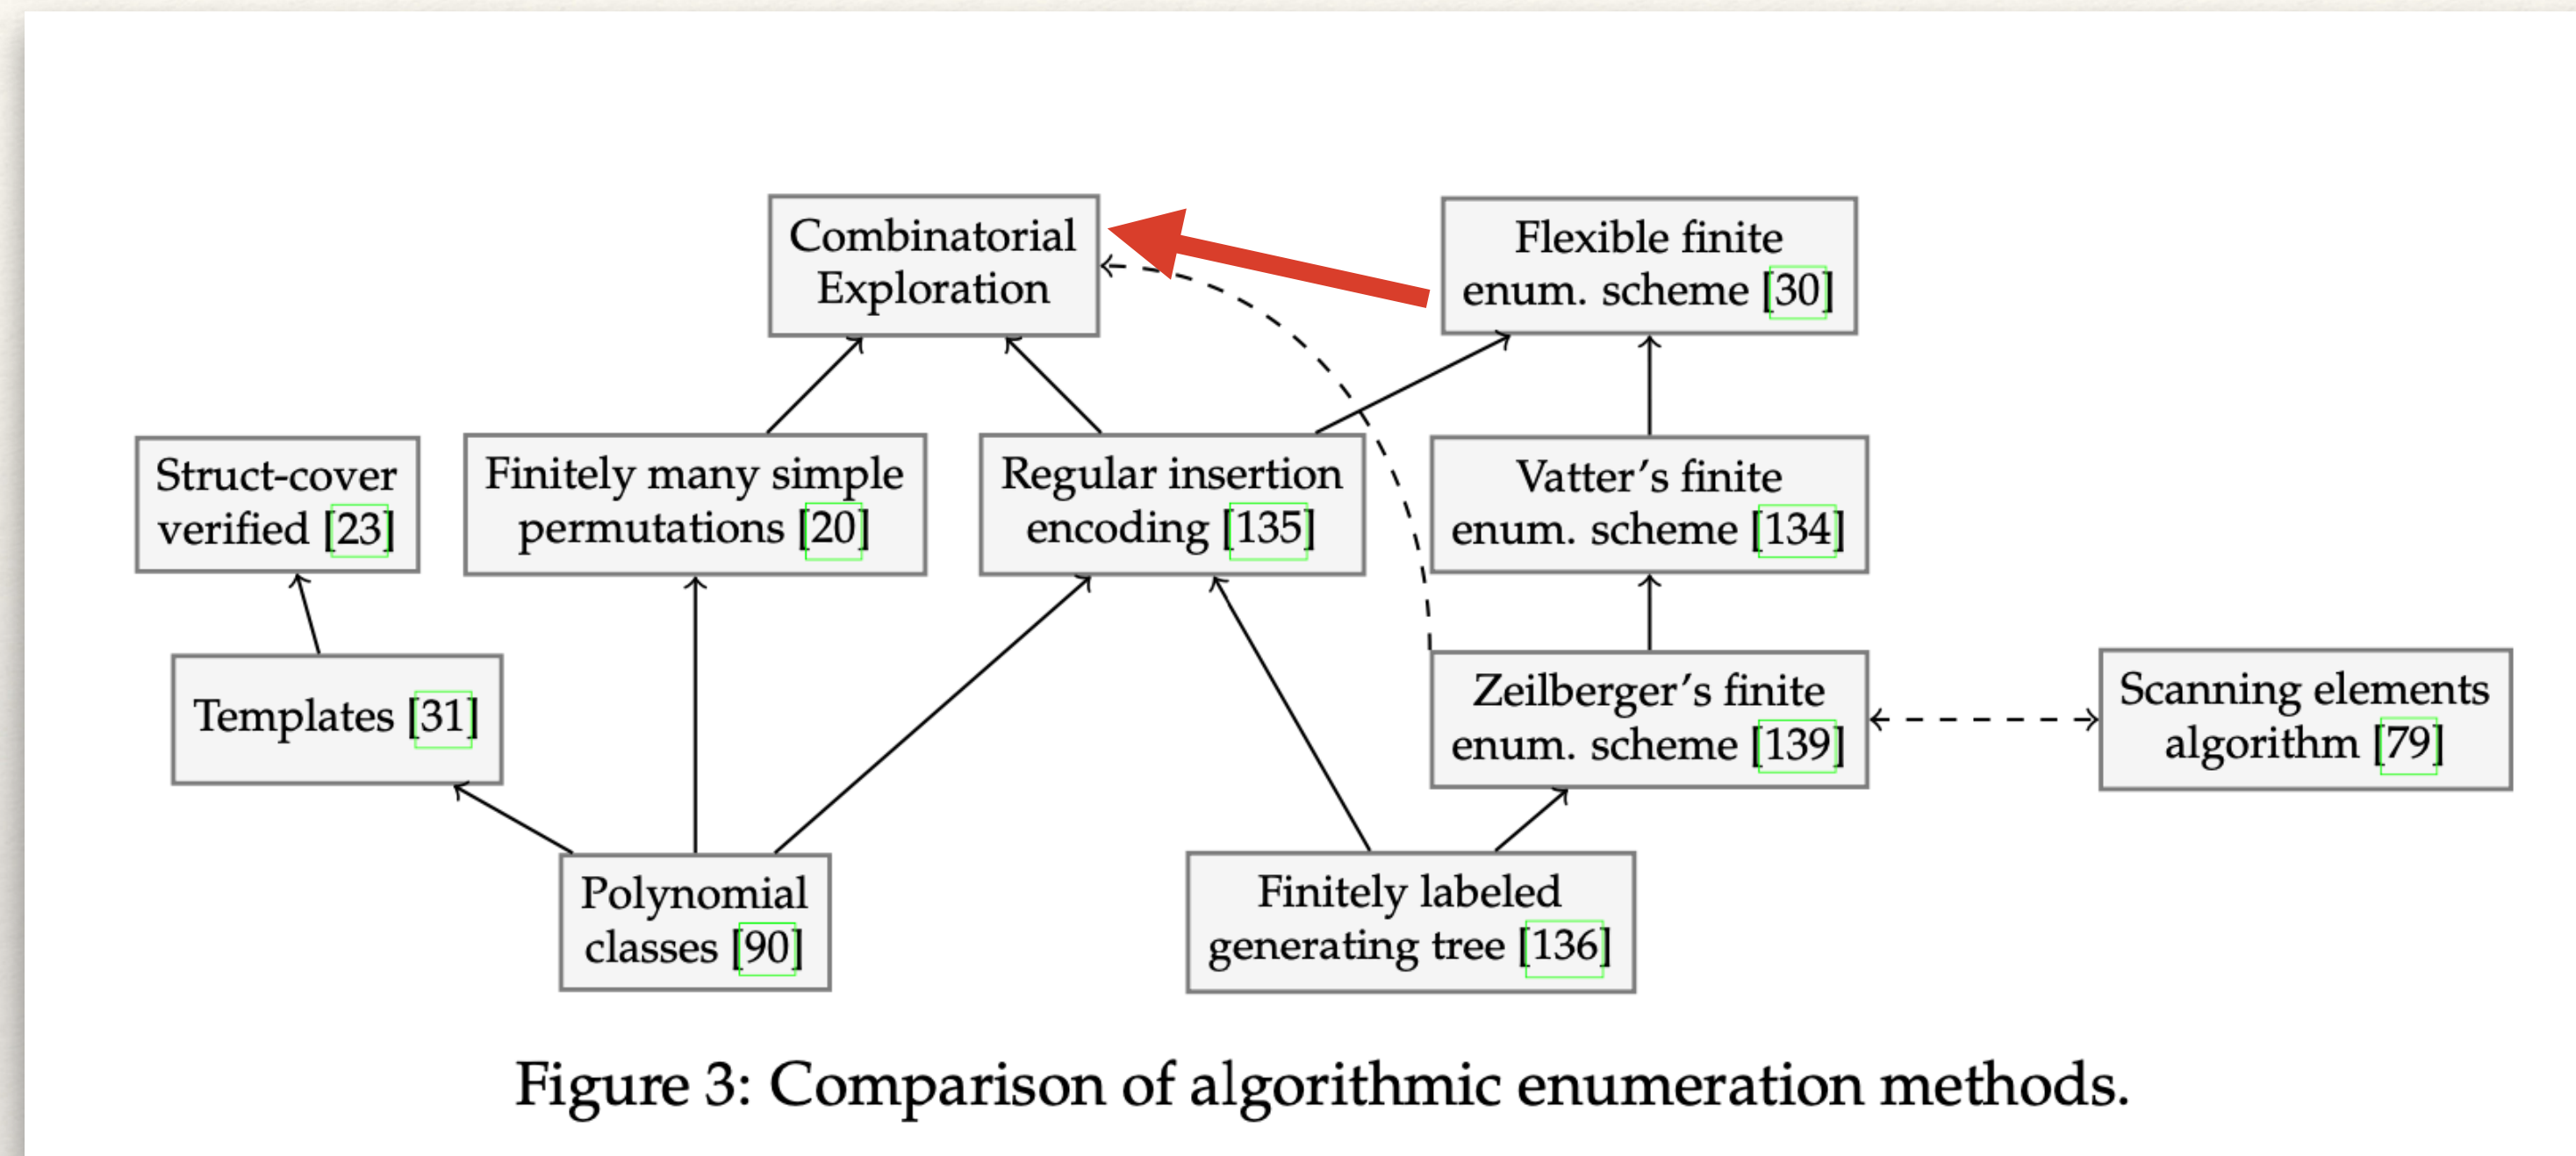 Combinatorial
Exploration
Flexible finite
enum. scheme [30]
Struct-cover
verified [23]
Finitely many simple
permutations [20]
Regular insertion
encoding [135]
Vatter's finite
enum. scheme [134]
Templates [31]
Zeilberger's finite
enum. scheme [139]
Scanning elements
algorithm [79]
Polynomial
classes [90]
Finitely labeled
generating tree [136]
Figure 3: Comparison of algorithmic enumeration methods.